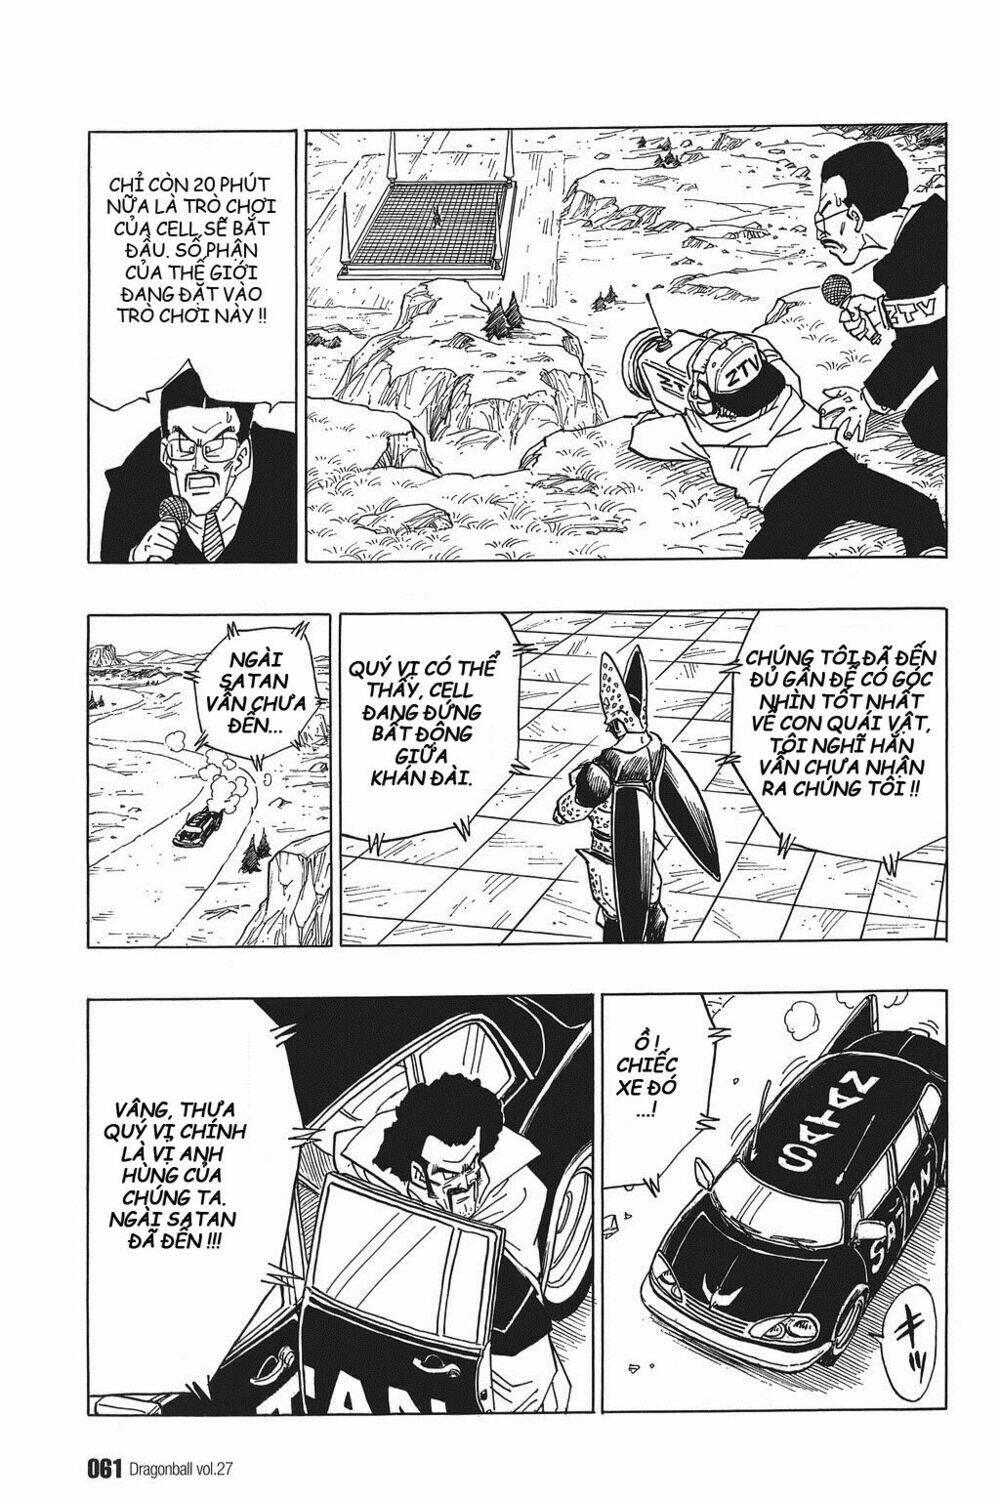 CHỈ CÒN 20 PHÚT
NỮA LÀ TRÒ CHƠI
CỦA CELL SẼ BẮT
ĐẦU. SỐ PHẬN
CỦA THẾ GIỚI
ĐANG ĐẶT VÀO
TRÒ CHƠI NÀY !!
ZTV
ZTV
ZTV
CHÚNG TÔI ĐÃ ĐẾN
ĐỦ GẦN ĐỂ CÓ GÓC
NHÌN TỐT NHẤT
VỀ CON QUÁI VẬT,
TÔI NGHĨ HẮN
VẪN CHƯA NHẬN
RA CHÚNG TÔI !!
QUÝ VỊ CÓ THỂ
THẤY, CELL
ĐANG ĐỨNG
BẤT ĐỘNG
GIỮA
KHÁN ĐÀI.
NGÀI
SATAN
VẪN CHƯA
ĐẾN...
Ồ !
CHIẾC
XE ĐÓ
...!
SATAN
SATAN
キッ
VÂNG, THƯA
QUÝ VỊ CHÍNH
LÀ VỊ ANH
HÙNG CỦA
CHÚNG TA.
NGÀI SATAN
ĐÃ ĐẾN !!!
TAN
061 Dragonball vol.27